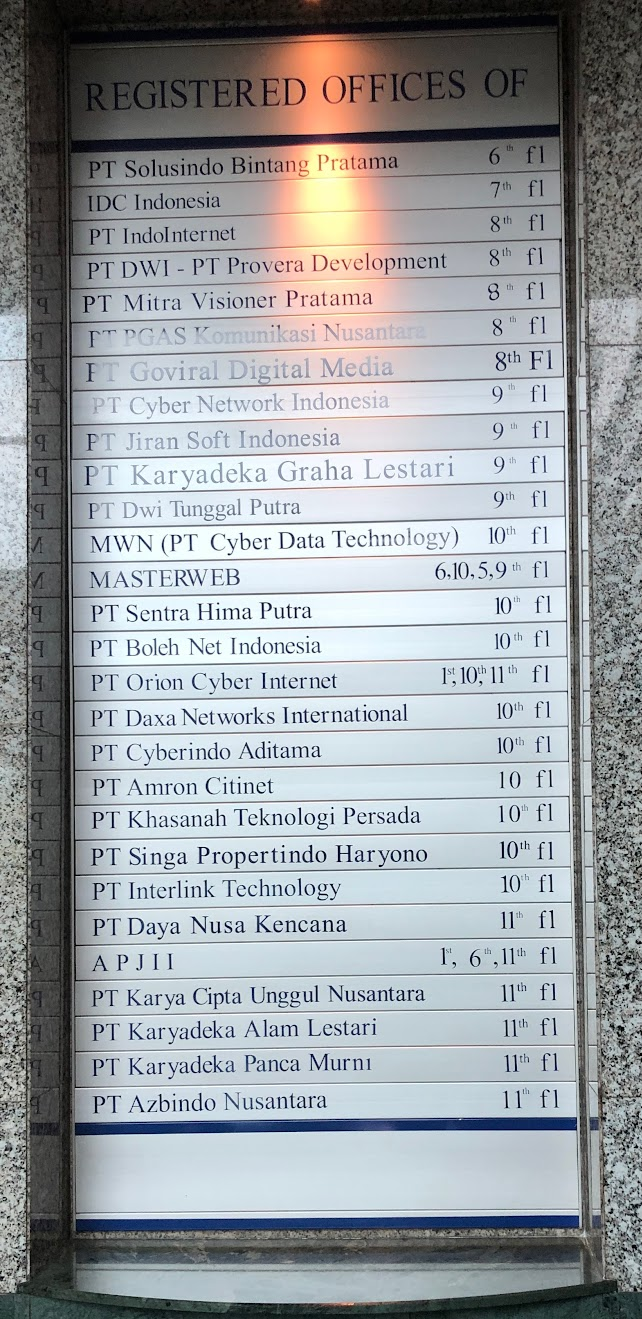 REGISTERED OFFICES OF
PT Solusindo Bintang Pratama 6th fl
IDC Indonesia 7th fl
PT IndoInternet 8th fl
PT DWI - PT Provera Development 8th fl
PT Mitra Visioner Pratama 8th fl
PT PGAS Komunikasi Nusantara 8th fl
PT Goviral Digital Media 8th Fl
PT Cyber Network Indonesia 9th fl
PT Jiran Soft Indonesia 9th fl
PT Karyadeka Graha Lestari 9th fl
PT Dwi Tunggal Putra 9th fl
MWN (PT Cyber Data Technology) 10th fl
MASTERWEB 6,10,5,9th fl
PT Sentra Hima Putra 10th fl
PT Boleh Net Indonesia 10th fl
PT Orion Cyber Internet 1st,10th,11th fl
PT Daxa Networks International 10th fl
PT Cyberindo Aditama 10th fl
PT Amron Citinet 10 fl
PT Khasanah Teknologi Persada 10th fl
PT Singa Propertindo Haryono 10th fl
PT Interlink Technology 10th fl
PT Daya Nusa Kencana 11th fl
A P J I I 1st, 6th,11th fl
PT Karya Cipta Unggul Nusantara 11th fl
PT Karyadeka Alam Lestari 11th fl
PT Karyadeka Panca Murni 11th fl
PT Azbindo Nusantara 11th fl